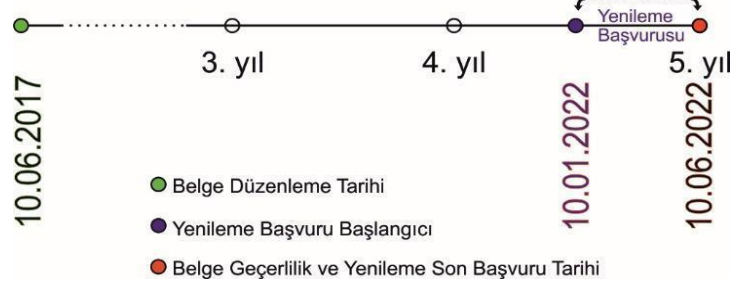 Yenileme
Başvurusu
3. yıl
4. yıl
5. yıl
10.06.2017
10.01.2022
10.06.2022
Belge Düzenleme Tarihi
Yenileme Başvuru Başlangıcı
Belge Geçerlilik ve Yenileme Son Başvuru Tarihi